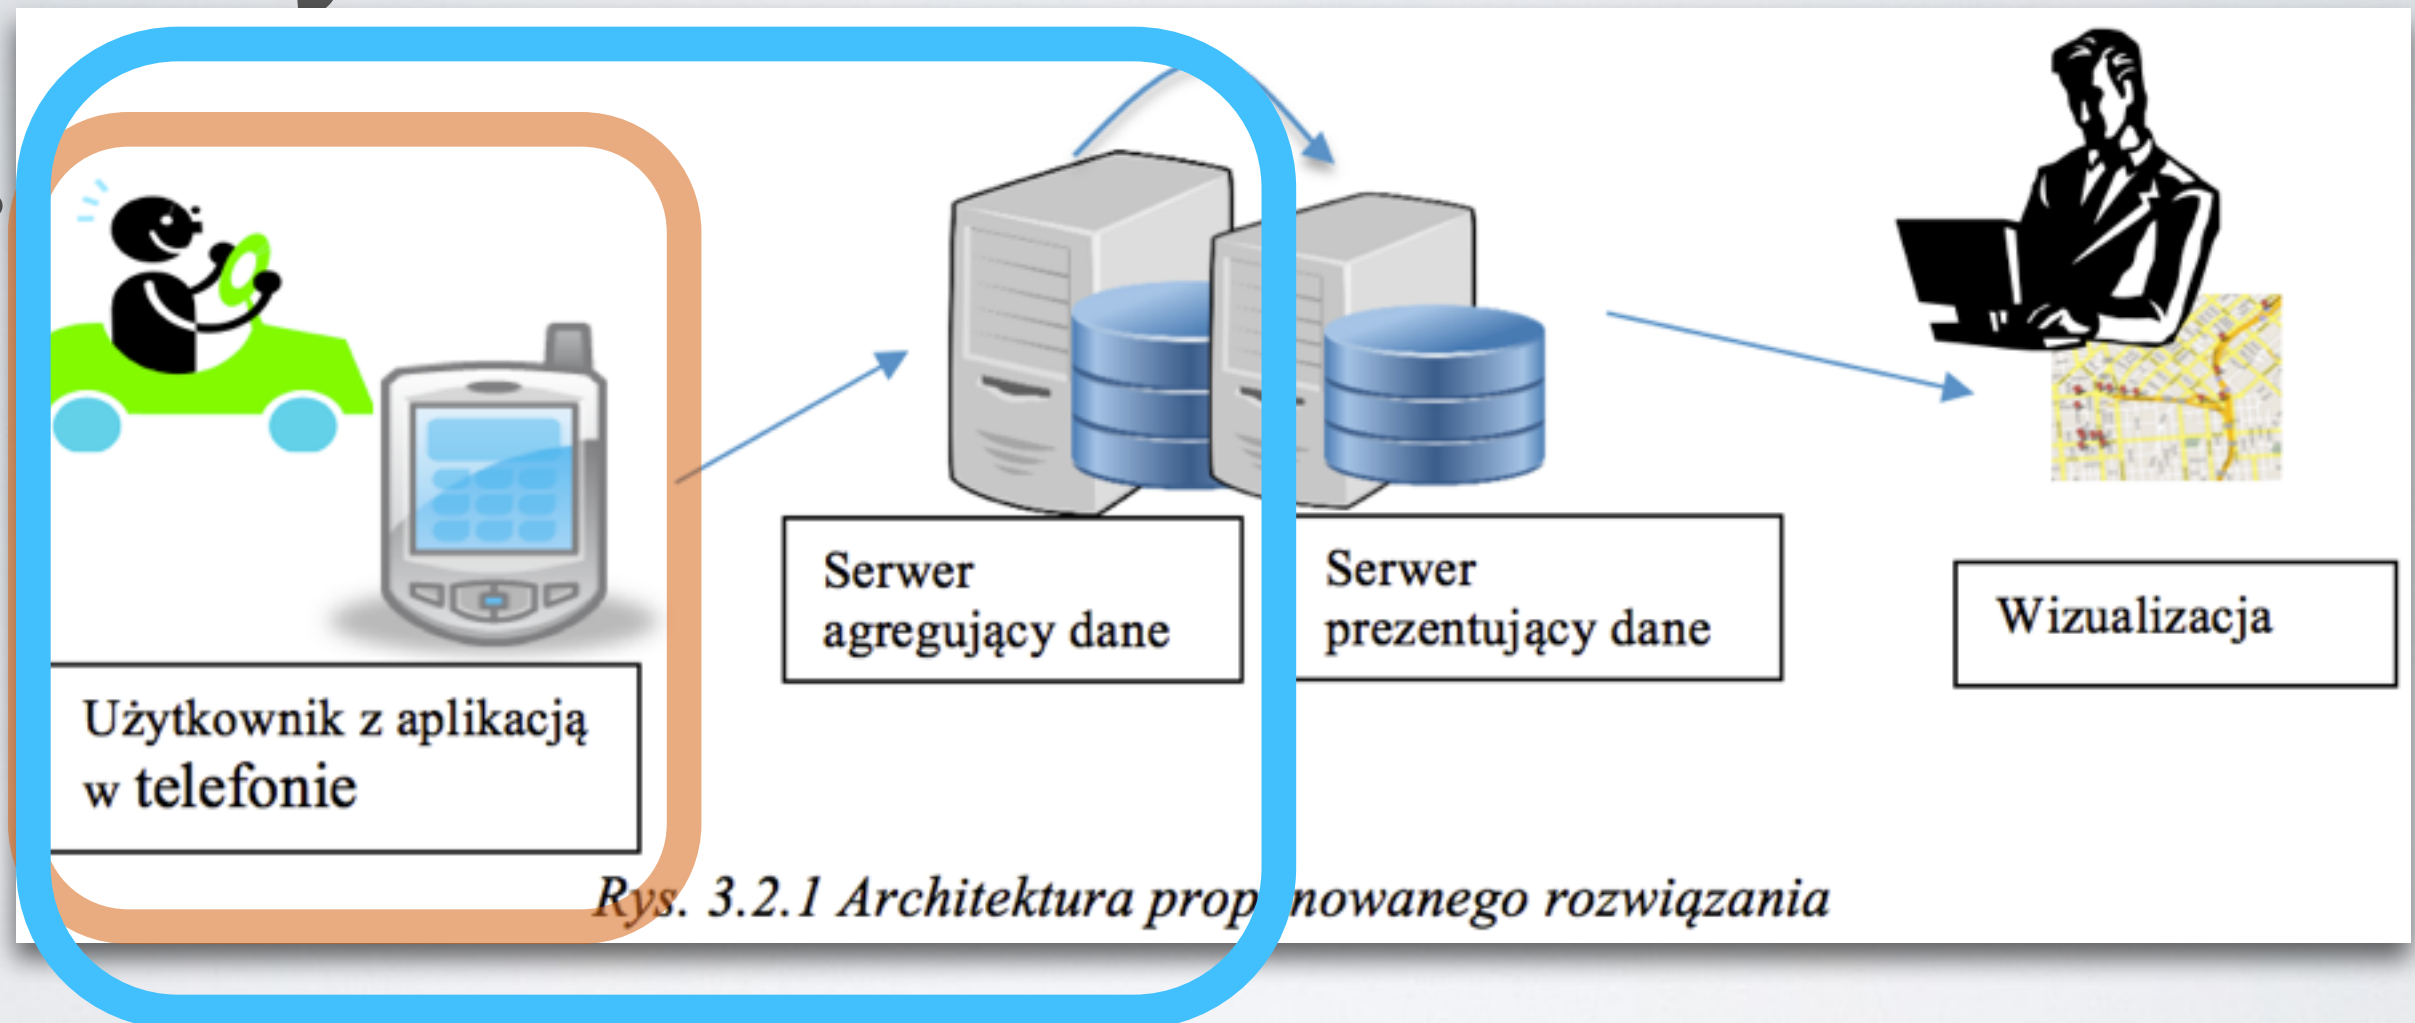 Serwer
agregujący dane
Serwer
prezentujący dane
Wizualizacja
Użytkownik z aplikacją
w telefonie
Rys. 3.2.1 Architektura prop nowanego rozwiązania